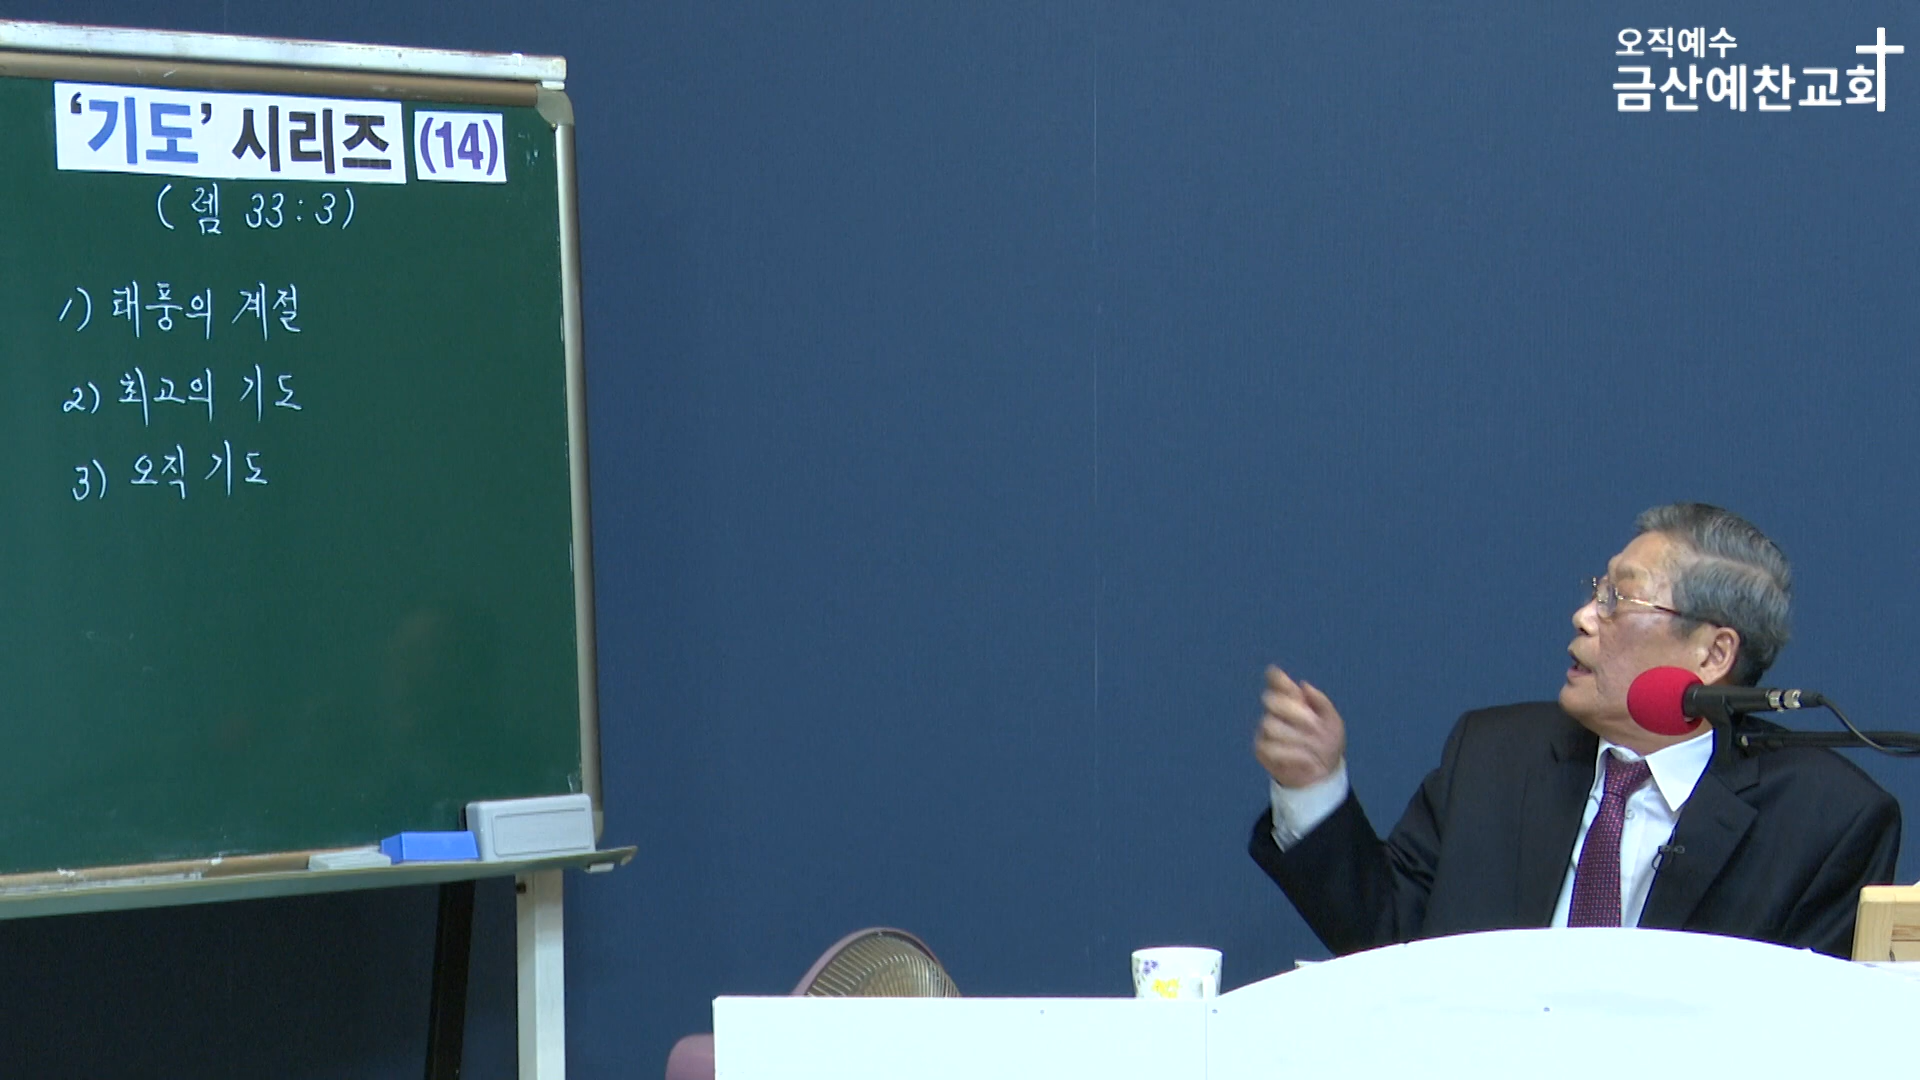 ‘기도’ 시리즈 (14)
(렘 33:3)
1) 태풍의 계절
2) 최고의 기도
3) 오직 기도
오직예수
금산예찬교회